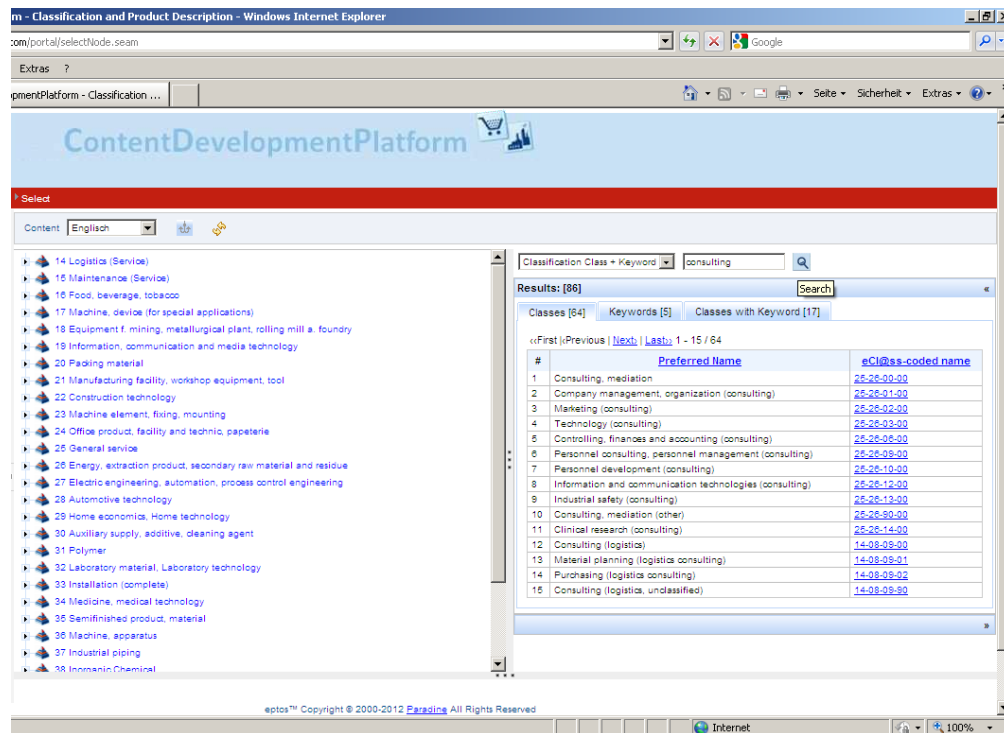 m - Classification and Product Description - Windows Internet Explorer
com/portal/selectNode.seam
Google
Extras ?
pmentPlatform - Classification ...
Seite Sicherheit Extras
ContentDevelopmentPlatform
Select
Content Englisch
14 Logistics (Service)
15 Maintenance (Service)
16 Food, beverage, tobacco
17 Machine, device (for special applications)
18 Equipment f. mining, metallurgical plant, rolling mill a. foundry
19 Information, communication and media technology
20 Packing material
21 Manufacturing facility, workshop equipment, tool
22 Construction technology
23 Machine element, fixing, mounting
24 Office product, facility and technic, papeterie
25 General service
26 Energy, extraction product, secondary raw material and residue
27 Electric engineering, automation, process control engineering
28 Automotive technology
29 Home economics, Home technology
30 Auxiliary supply, additive, cleaning agent
31 Polymer
32 Laboratory material, Laboratory technology
33 Installation (complete)
34 Medicine, medical technology
35 Semifinished product, material
36 Machine, apparatus
37 Industrial piping
38 Inorganic Chemical
Classification Class + Keyword consulting
Results: [86] «
Search
Classes [64] Keywords [5] Classes with Keyword [17]
‹‹First |‹Previous | Next› | Last›› 1 - 15 / 64
# Preferred Name eCl@ss-coded name
1 Consulting, mediation 25-26-00-00
2 Company management, organization (consulting) 25-26-01-00
3 Marketing (consulting) 25-26-02-00
4 Technology (consulting) 25-26-03-00
5 Controlling, finances and accounting (consulting) 25-26-06-00
6 Personnel consulting, personnel management (consulting) 25-26-09-00
7 Personnel development (consulting) 25-26-10-00
8 Information and communication technologies (consulting) 25-26-12-00
9 Industrial safety (consulting) 25-26-13-00
10 Consulting, mediation (other) 25-26-90-00
11 Clinical research (consulting) 25-26-14-00
12 Consulting (logistics) 14-08-09-00
13 Material planning (logistics consulting) 14-08-09-01
14 Purchasing (logistics consulting) 14-08-09-02
15 Consulting (logistics, unclassified) 14-08-09-90
»
eptos™ Copyright © 2000-2012 Paradine All Rights Reserved
Internet 100%